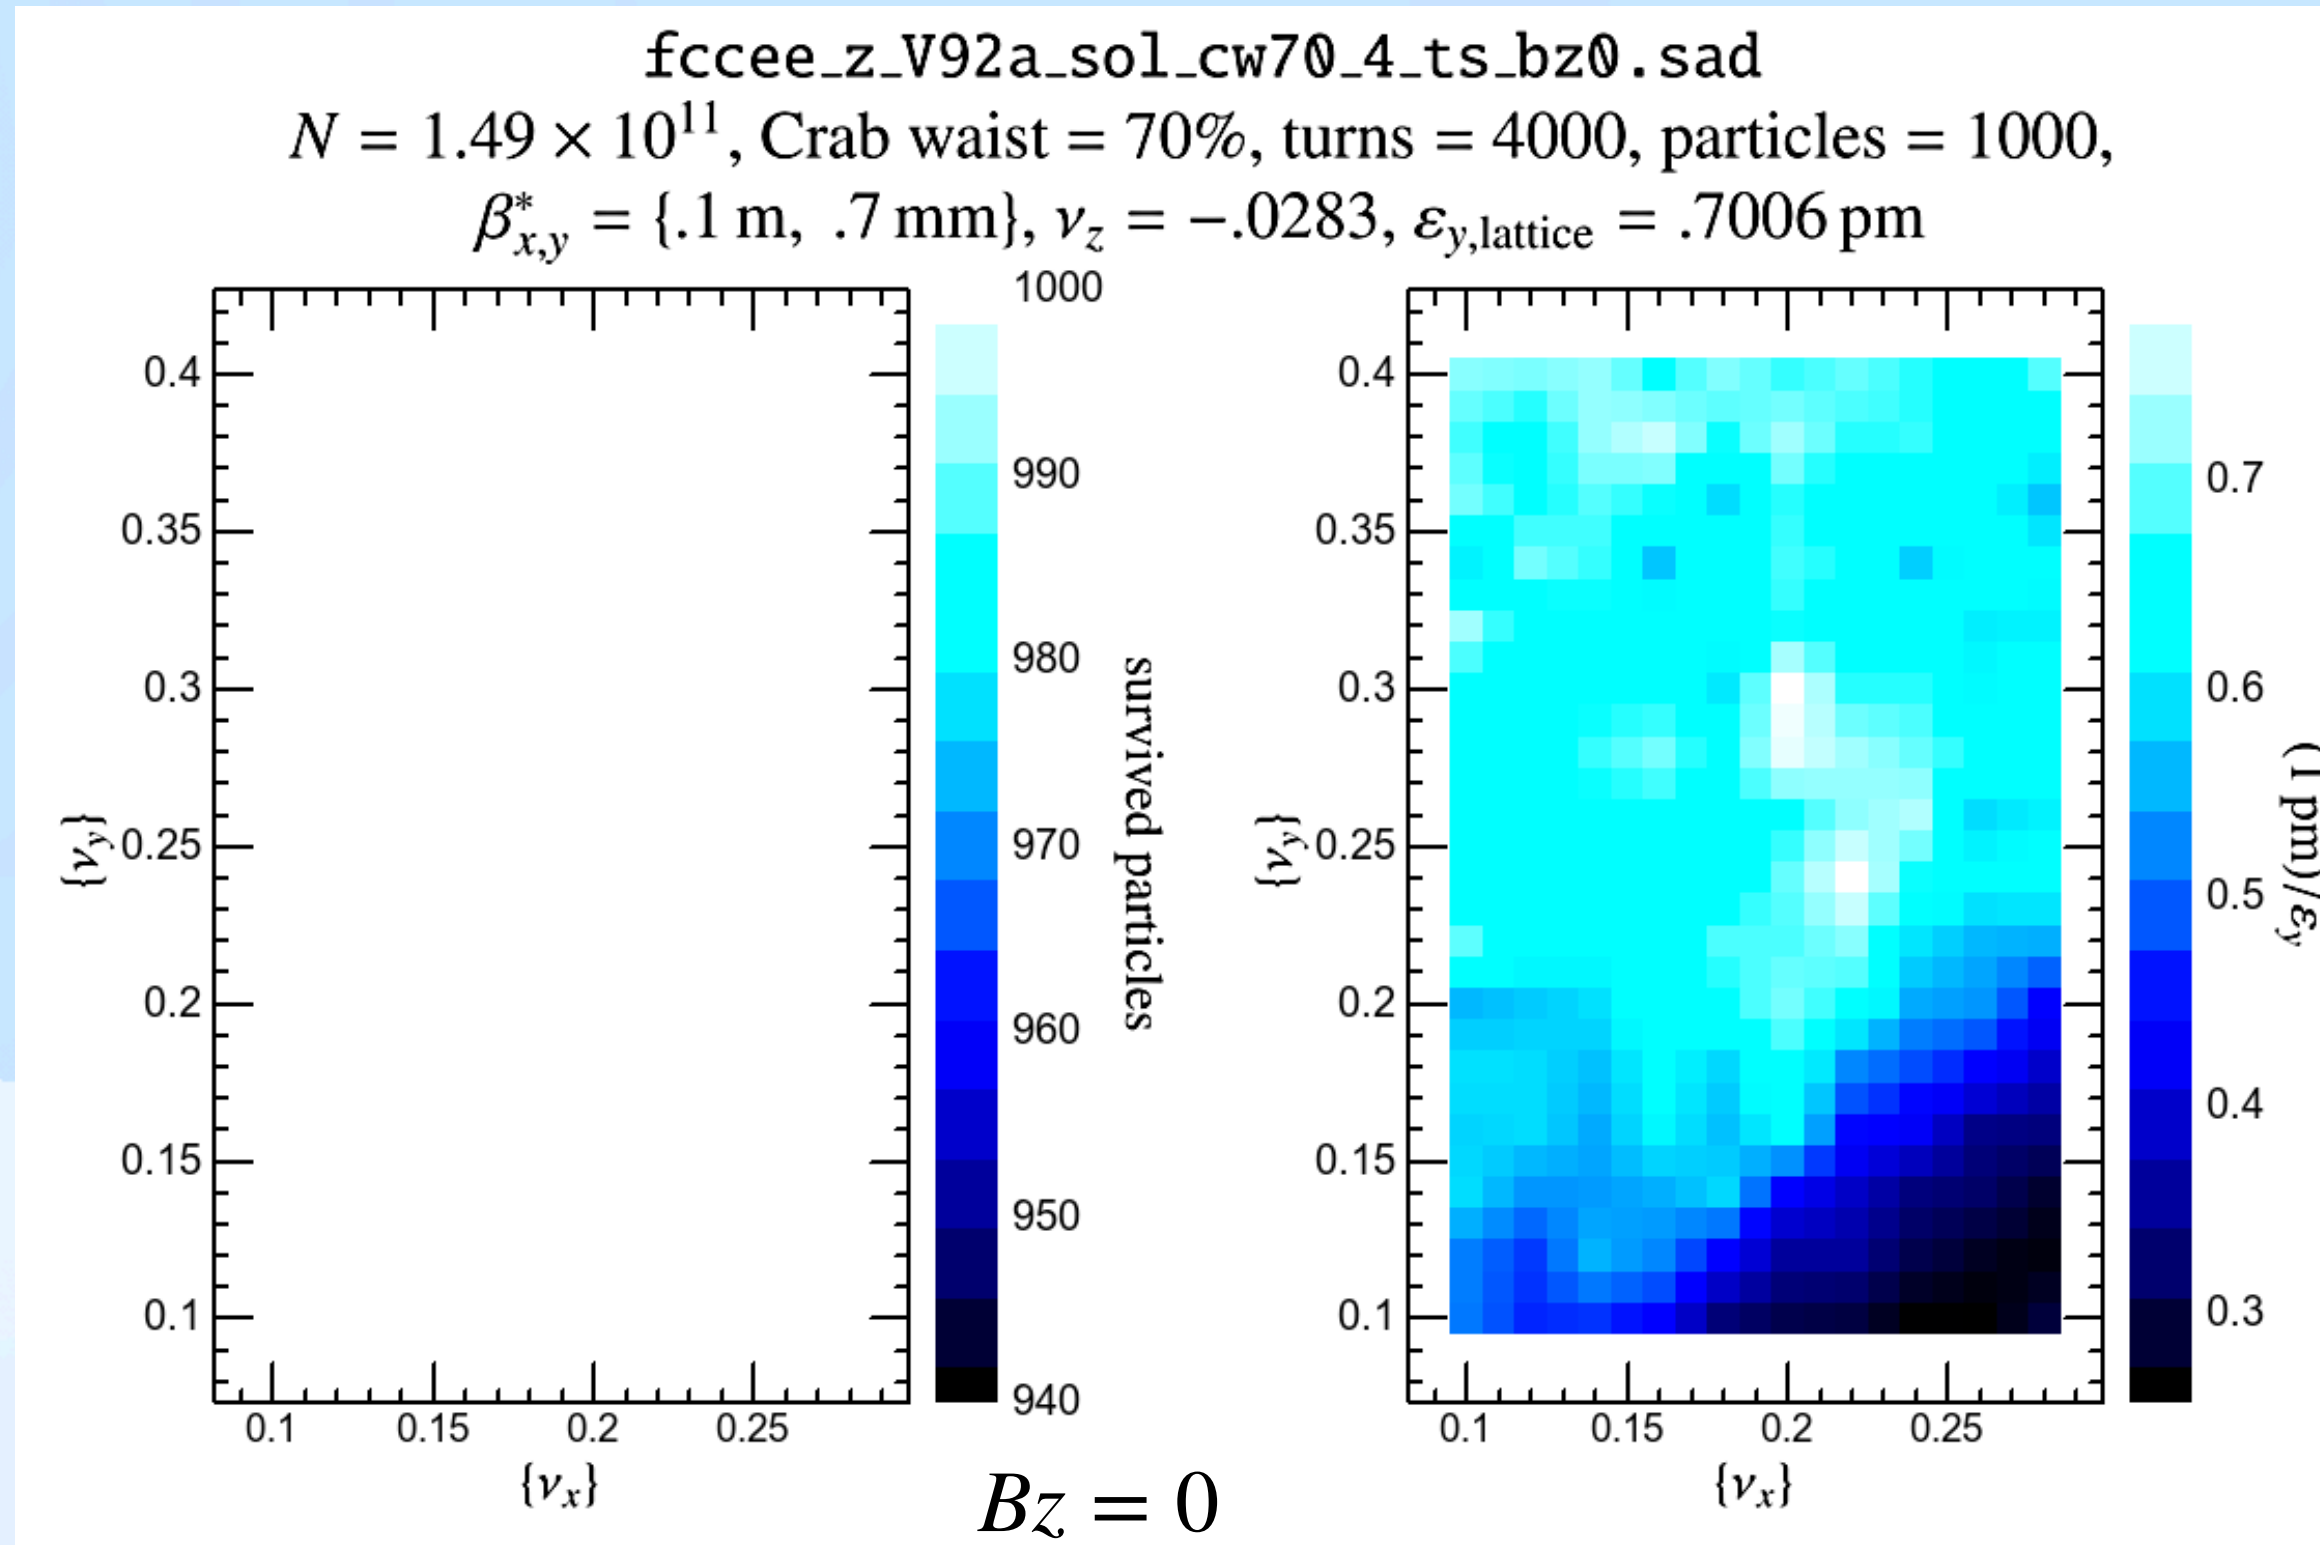 fccee_z_V92a_sol_cw70_4_ts_bz0.sad
N = 1.49 × 10¹¹, Crab waist = 70%, turns = 4000, particles = 1000,
β*x,y = {.1 m, .7 mm}, νz = −.0283, εy,lattice = .7006 pm
0.4
0.35
0.3
0.25
0.2
0.15
0.1
{νy}
0.1 0.15 0.2 0.25
{νx}
1000
990
980
970
960
950
940
survived particles
0.4
0.35
0.3
0.25
0.2
0.15
0.1
{νy}
0.1 0.15 0.2 0.25
{νx}
0.7
0.6
0.5
0.4
0.3
(1 pm)/εy
Bz = 0